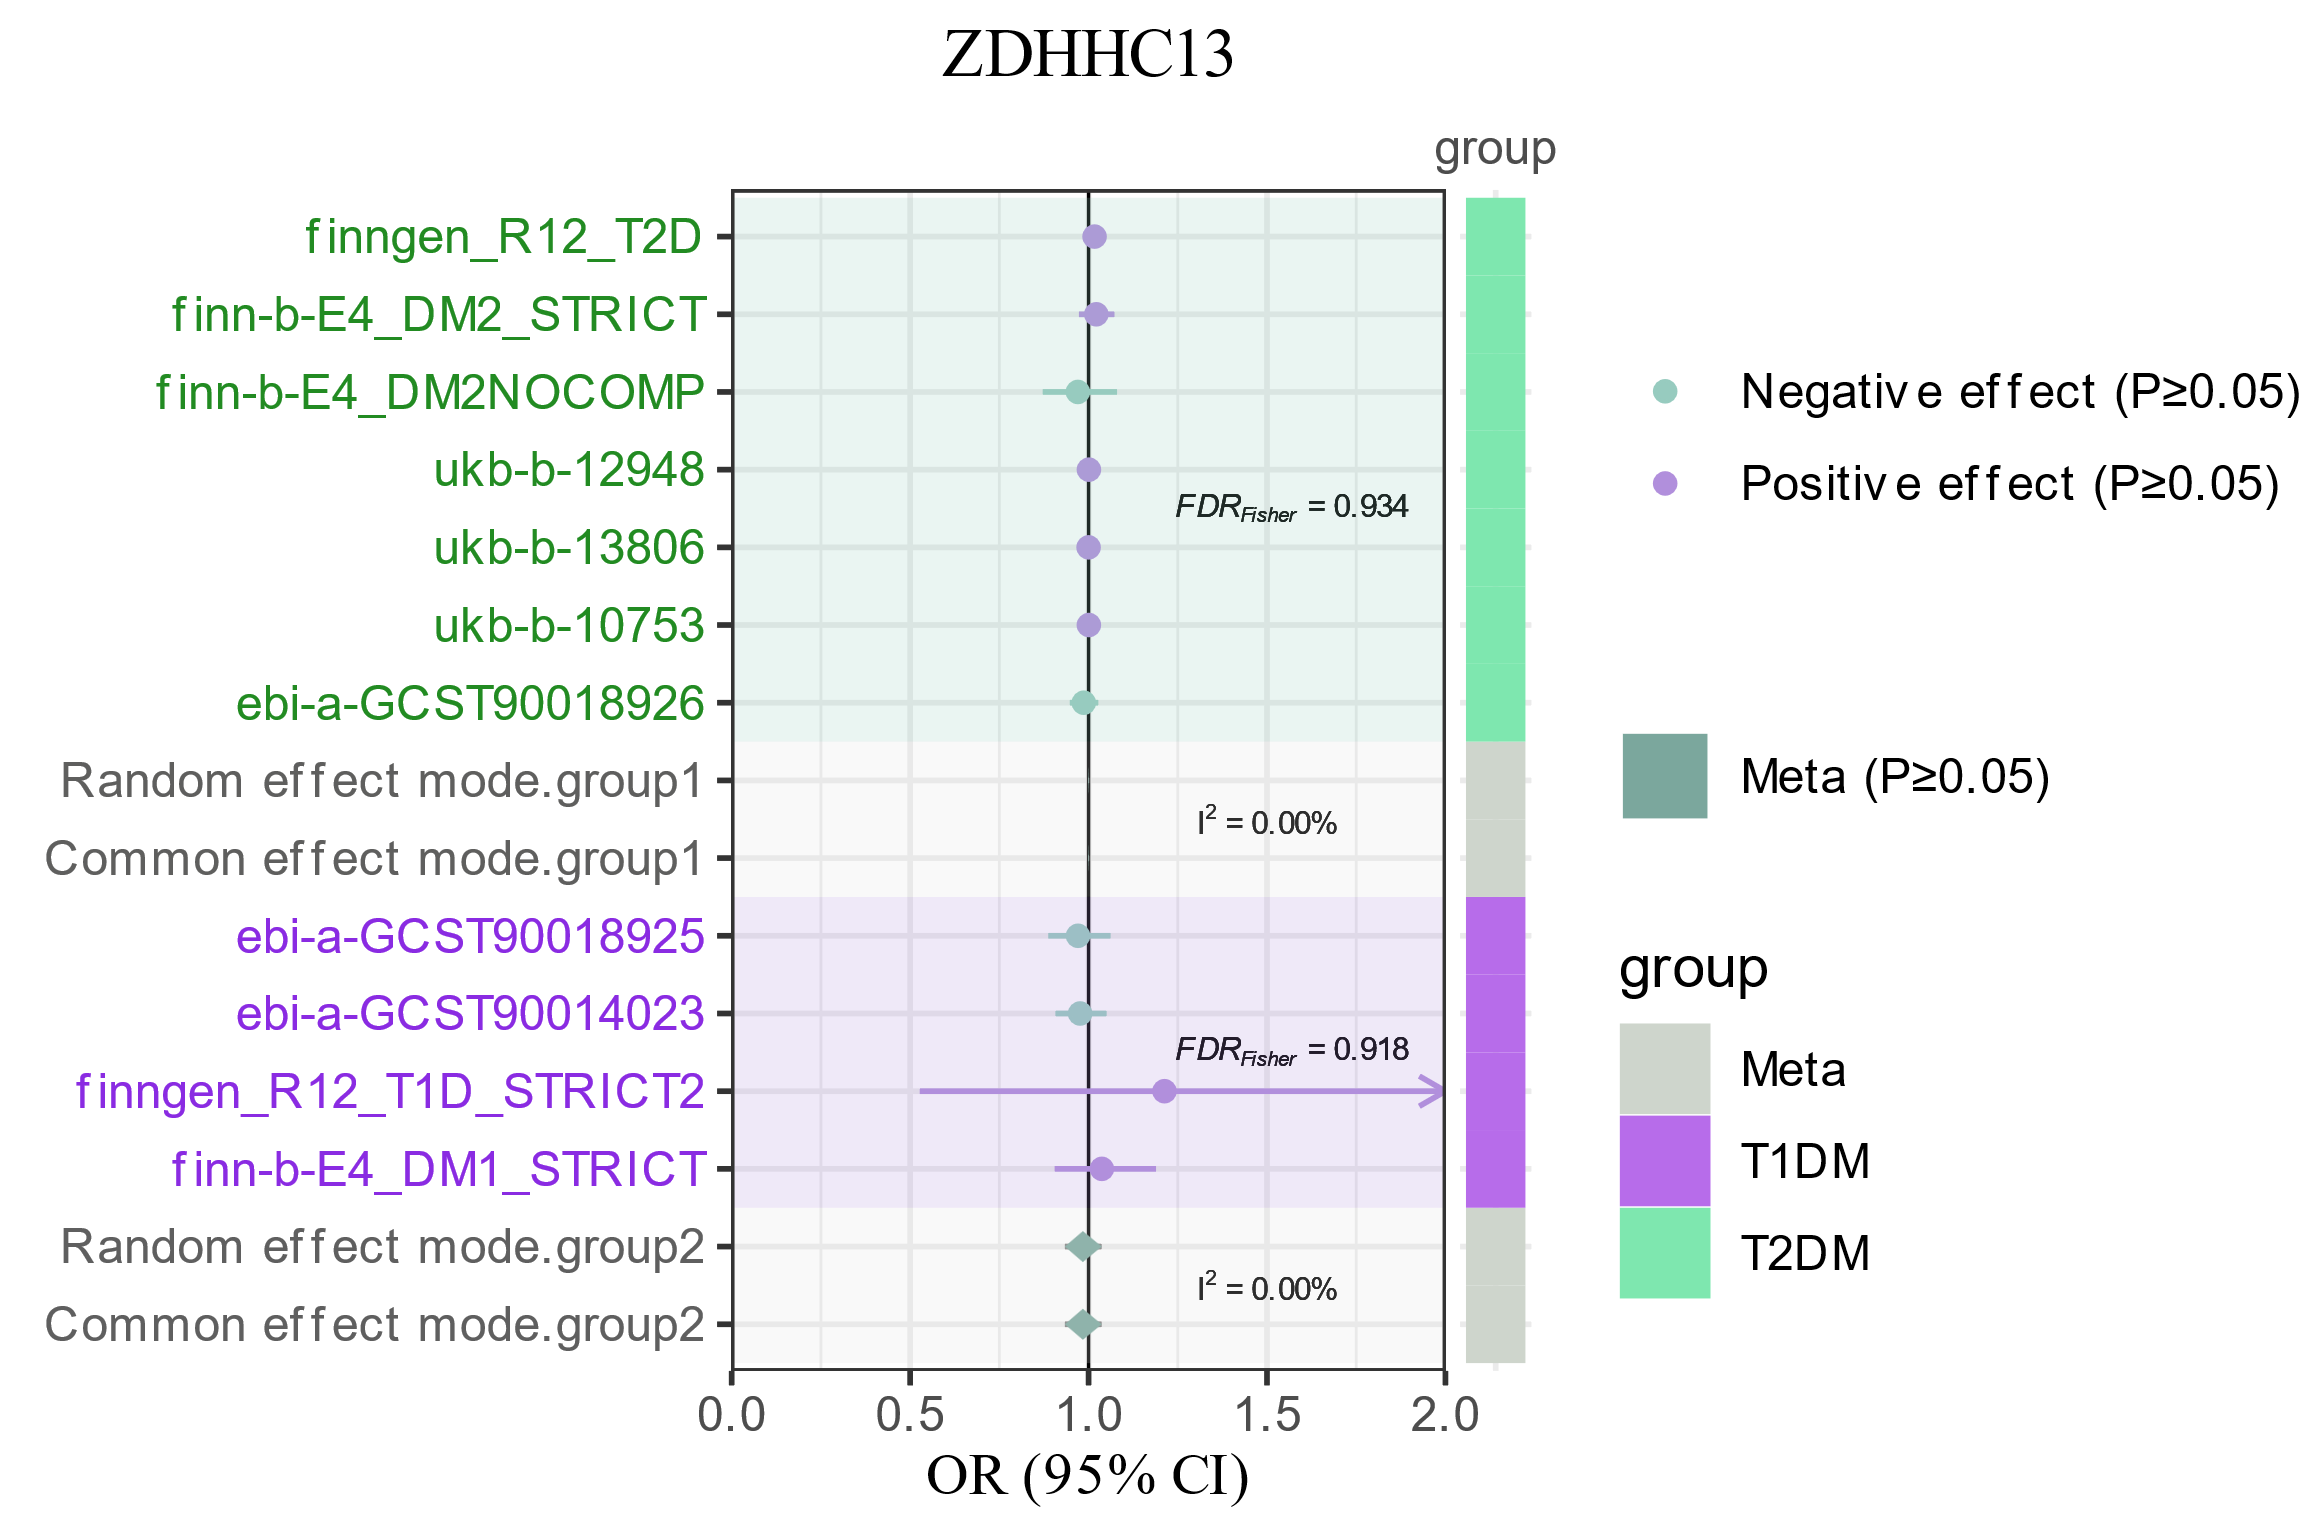 ZDHHC13
group
finngen_R12_T2D
finn-b-E4_DM2_STRICT
finn-b-E4_DM2NOCOMP
ukb-b-12948
FDRFisher = 0.934
ukb-b-13806
ukb-b-10753
ebi-a-GCST90018926
Random effect mode.group1
I² = 0.00%
Common effect mode.group1
ebi-a-GCST90018925
ebi-a-GCST90014023
FDRFisher = 0.918
finngen_R12_T1D_STRICT2
finn-b-E4_DM1_STRICT
Random effect mode.group2
I² = 0.00%
Common effect mode.group2
0.0 0.5 1.0 1.5 2.0
OR (95% CI)
Negative effect (P≥0.05)
Positive effect (P≥0.05)
Meta (P≥0.05)
group
Meta
T1DM
T2DM